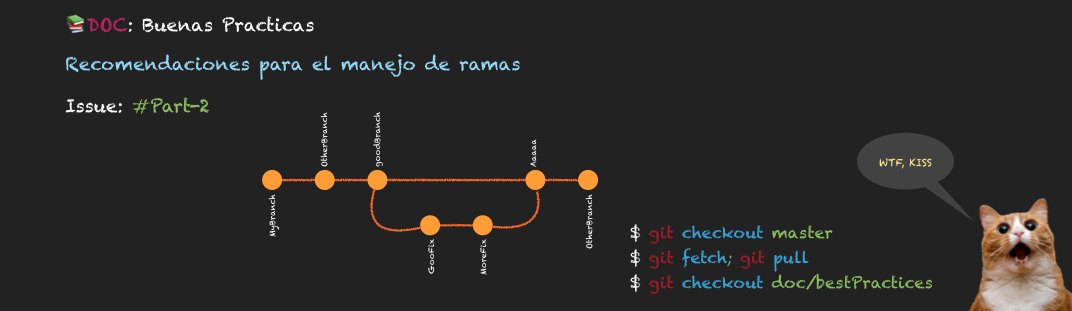 DOC: Buenas Practicas
Recomendaciones para el manejo de ramas
Issue: #Part-2
OtherBranch
goodBranch
Aaaaa
MyBranch
GooFix
MoreFix
OtherBranch
WTF, KISS
$ git checkout master
$ git fetch; git pull
$ git checkout doc/bestPractices